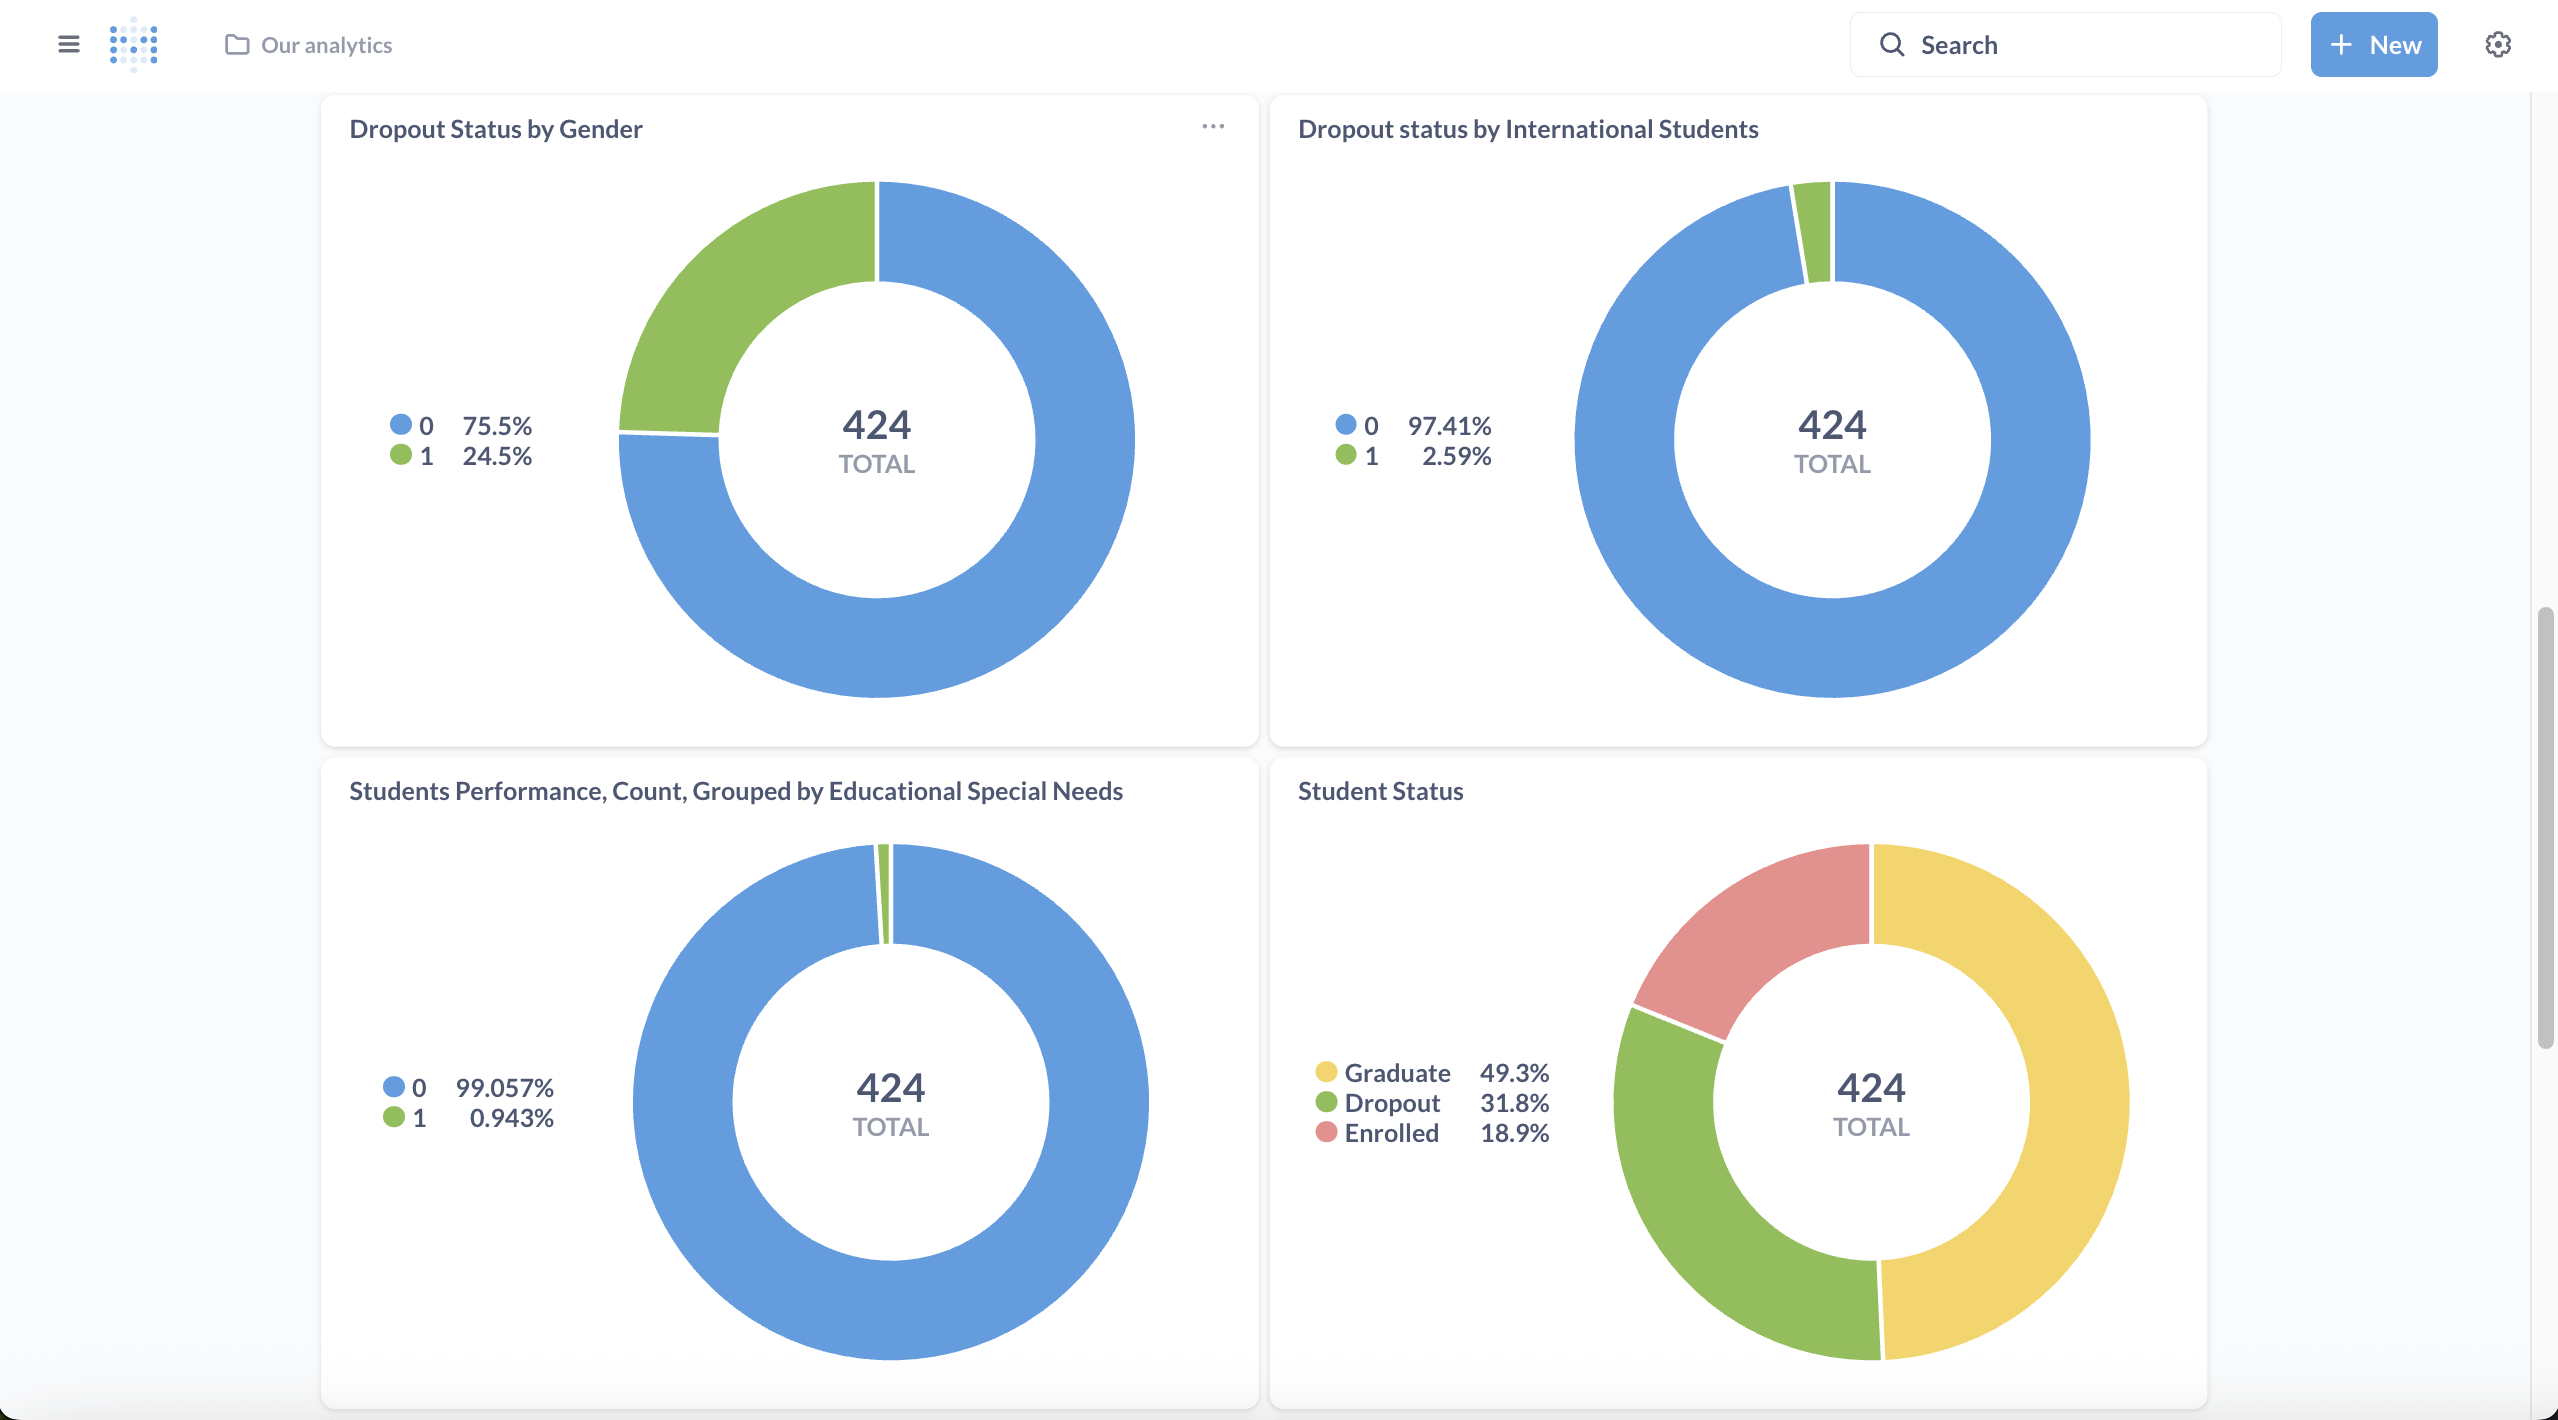 Our analytics
Search
New
Dropout Status by Gender
0 75.5%
1 24.5%
424
TOTAL
Dropout status by International Students
0 97.41%
1 2.59%
424
TOTAL
Students Performance, Count, Grouped by Educational Special Needs
0 99.057%
1 0.943%
424
TOTAL
Student Status
Graduate 49.3%
Dropout 31.8%
Enrolled 18.9%
424
TOTAL